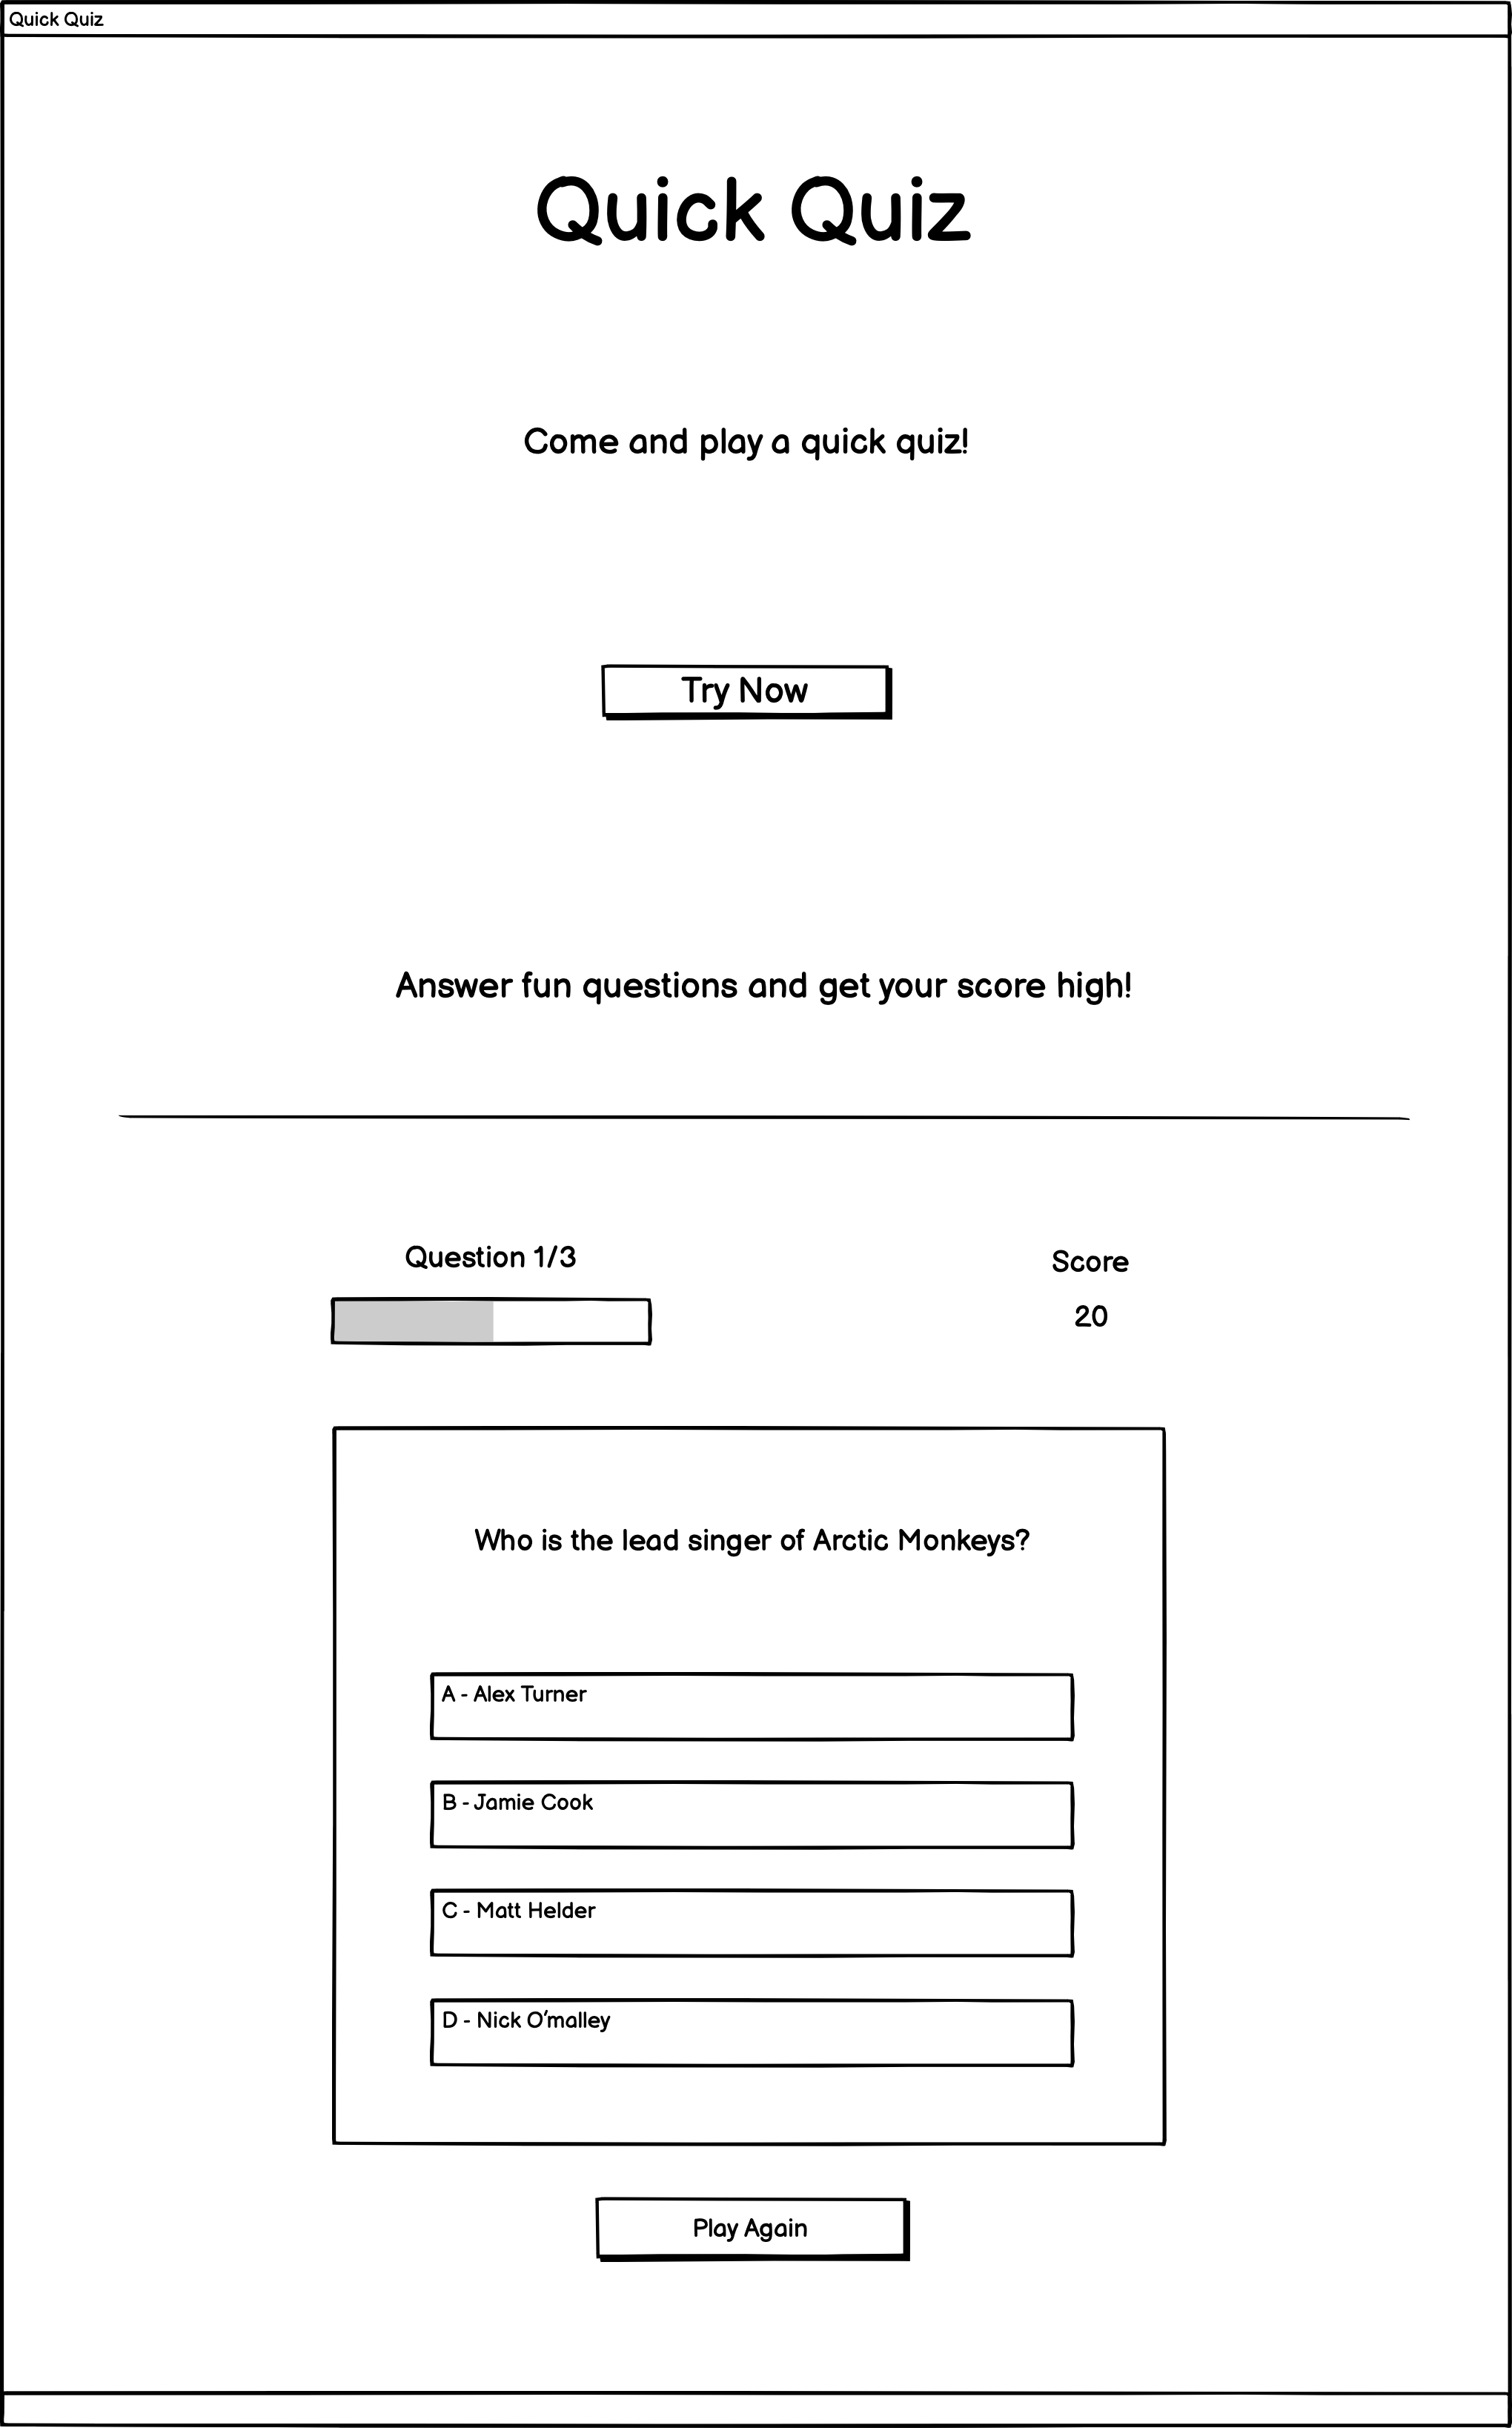 Quick Quiz
Quick Quiz
Come and play a quick quiz!
Try Now
Answer fun questions and get your score high!
Question 1/3
Score
20
Who is the lead singer of Arctic Monkeys?
A - Alex Turner
B - Jamie Cook
C - Matt Helder
D - Nick O'malley
Play Again